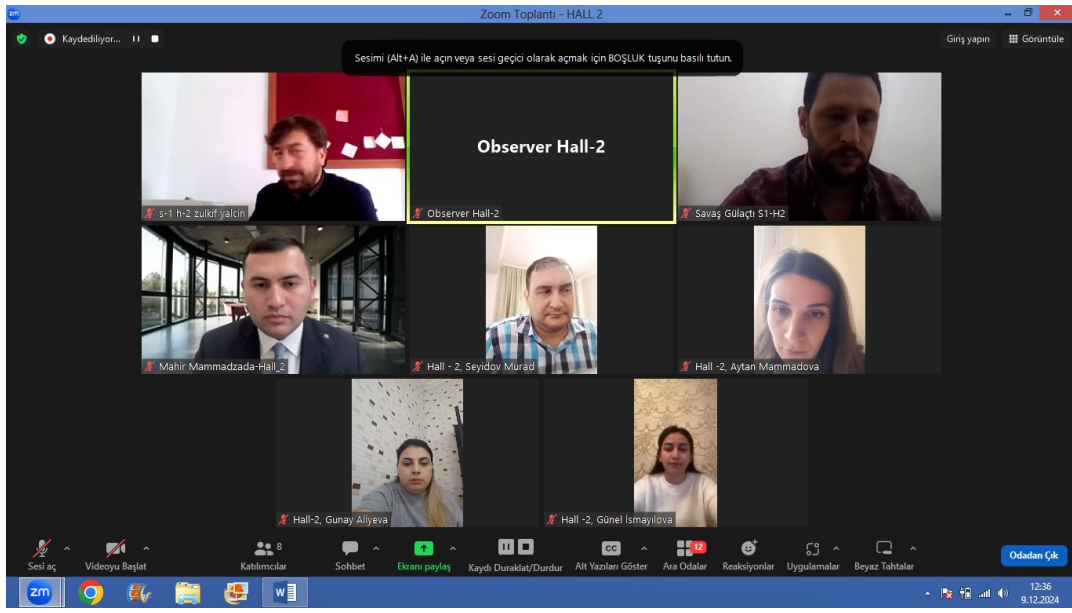 zm
Zoom Toplantı - HALL 2
Kaydediliyor...
Giriş yapın
Görüntüle
Sesimi (Alt+A) ile açın veya sesi geçici olarak açmak için BOŞLUK tuşunu basılı tutun.
s-1 h-2 zulkif yalcin
Observer Hall-2
Observer Hall-2
Savaş Gülaçtı S1-H2
Mahir Mammadzada-Hall_2
Hall - 2, Seyidov Murad
Hall -2, Aytan Mammadova
Hall-2, Gunay Aliyeva
Hall -2, Günel İsmayılova
Sesi aç
Videoyu Başlat
8
Katılımcılar
Sohbet
Ekranı paylaş
Kaydı Duraklat/Durdur
CC
Alt Yazıları Göster
12
Ara Odalar
Reaksiyonlar
Uygulamalar
Beyaz Tahtalar
Odadan Çık
zm
W
12:36
9.12.2024